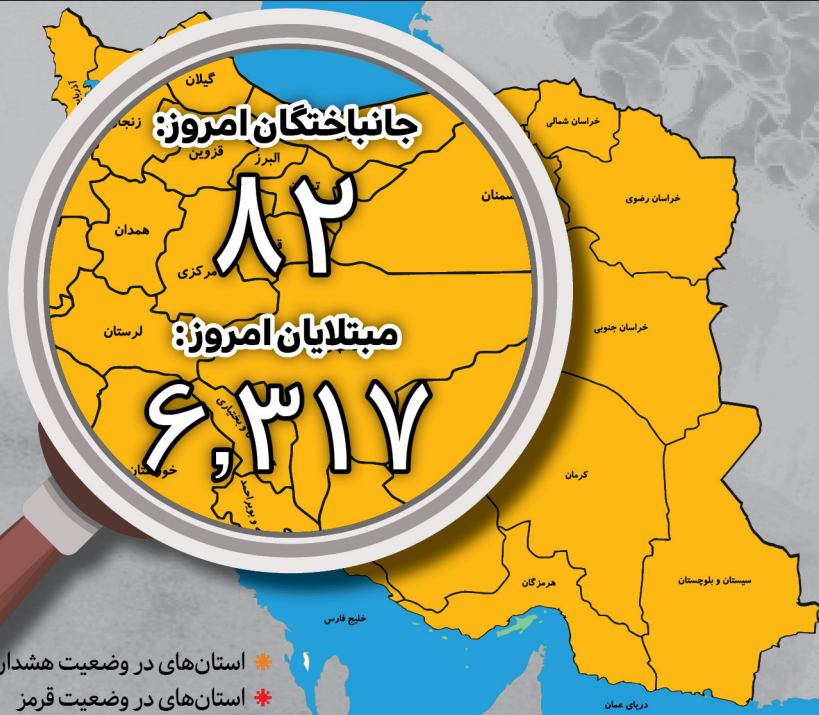 جانباختگان امروز:
۸۲
مبتلایان امروز:
۶,۳۱۷
گیلان
قزوین
البرز
همدان
مرکزی
لرستان
سمنان
خراسان شمالی
خراسان رضوی
خراسان جنوبی
کرمان
هرمزگان
سیستان و بلوچستان
خلیج فارس
دریای عمان
استان‌های در وضعیت هشدار
استان‌های در وضعیت قرمز